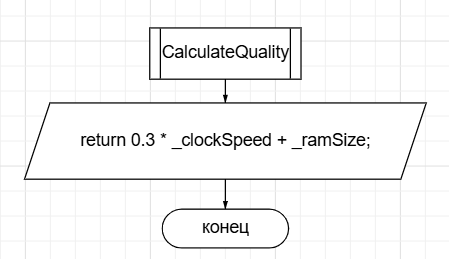 CalculateQuality
return 0.3 * _clockSpeed + _ramSize;
конец